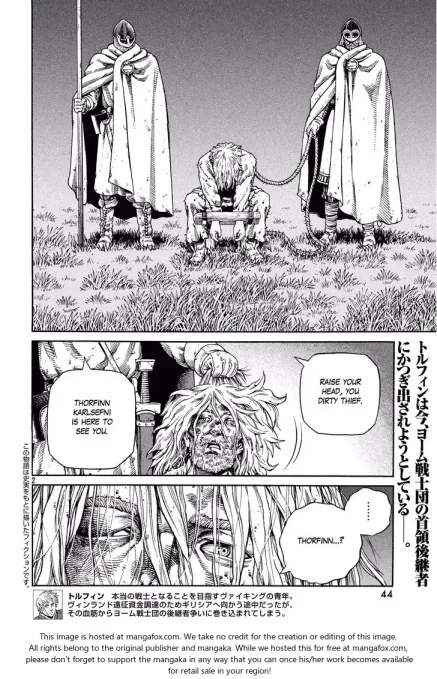 トルフィンは今、ヨーム戦士団の首領後継者
にかつぎ出されようとしている——。
RAISE YOUR
HEAD, YOU
DIRTY THIEF.
THORFINN
KARLSEFNI
IS HERE TO
SEE YOU.
......
THORFINN...?
この物語は史実をもとに描いたフィクションです。
2
44
トルフィン 本当の戦士となることを目指すヴァイキングの青年。
ヴィンランド遠征資金調達のためギリシアへ向かう途中だったが、
その血筋からヨーム戦士団の後継者争いに巻き込まれてしまう。
This image is hosted at mangafox.com. We take no credit for the creation or editing of this image.
All rights belong to the original publisher and mangaka. While we hosted this for free at mangafox.com,
please don't forget to support the mangaka in any way that you can once his/her work becomes available
for retail sale in your region!